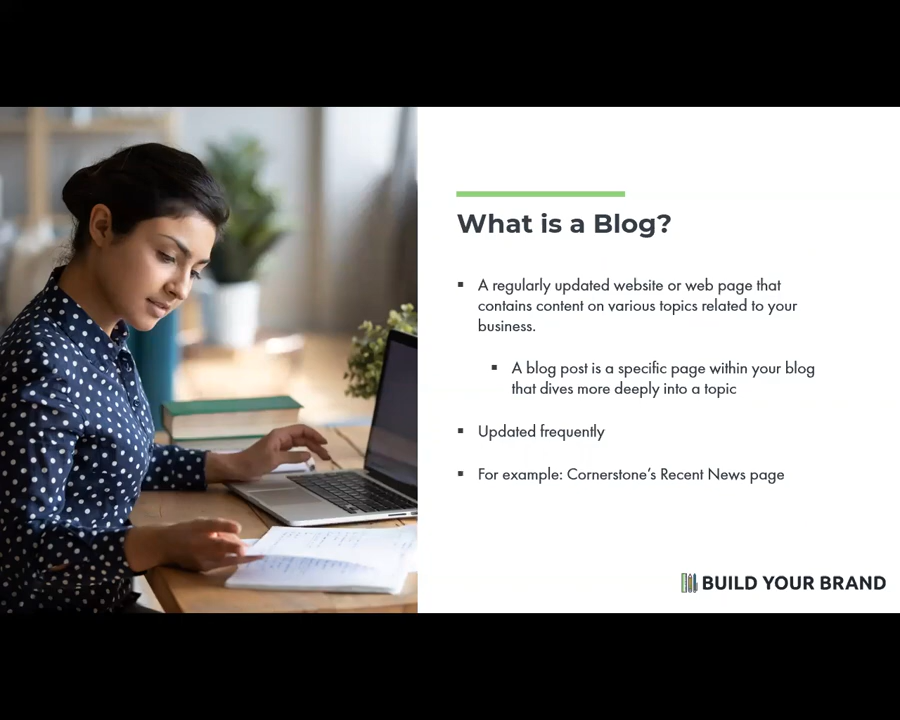 What is a Blog?
A regularly updated website or web page that
contains content on various topics related to your
business.
A blog post is a specific page within your blog
that dives more deeply into a topic
Updated frequently
For example: Cornerstone's Recent News page
BUILD YOUR BRAND